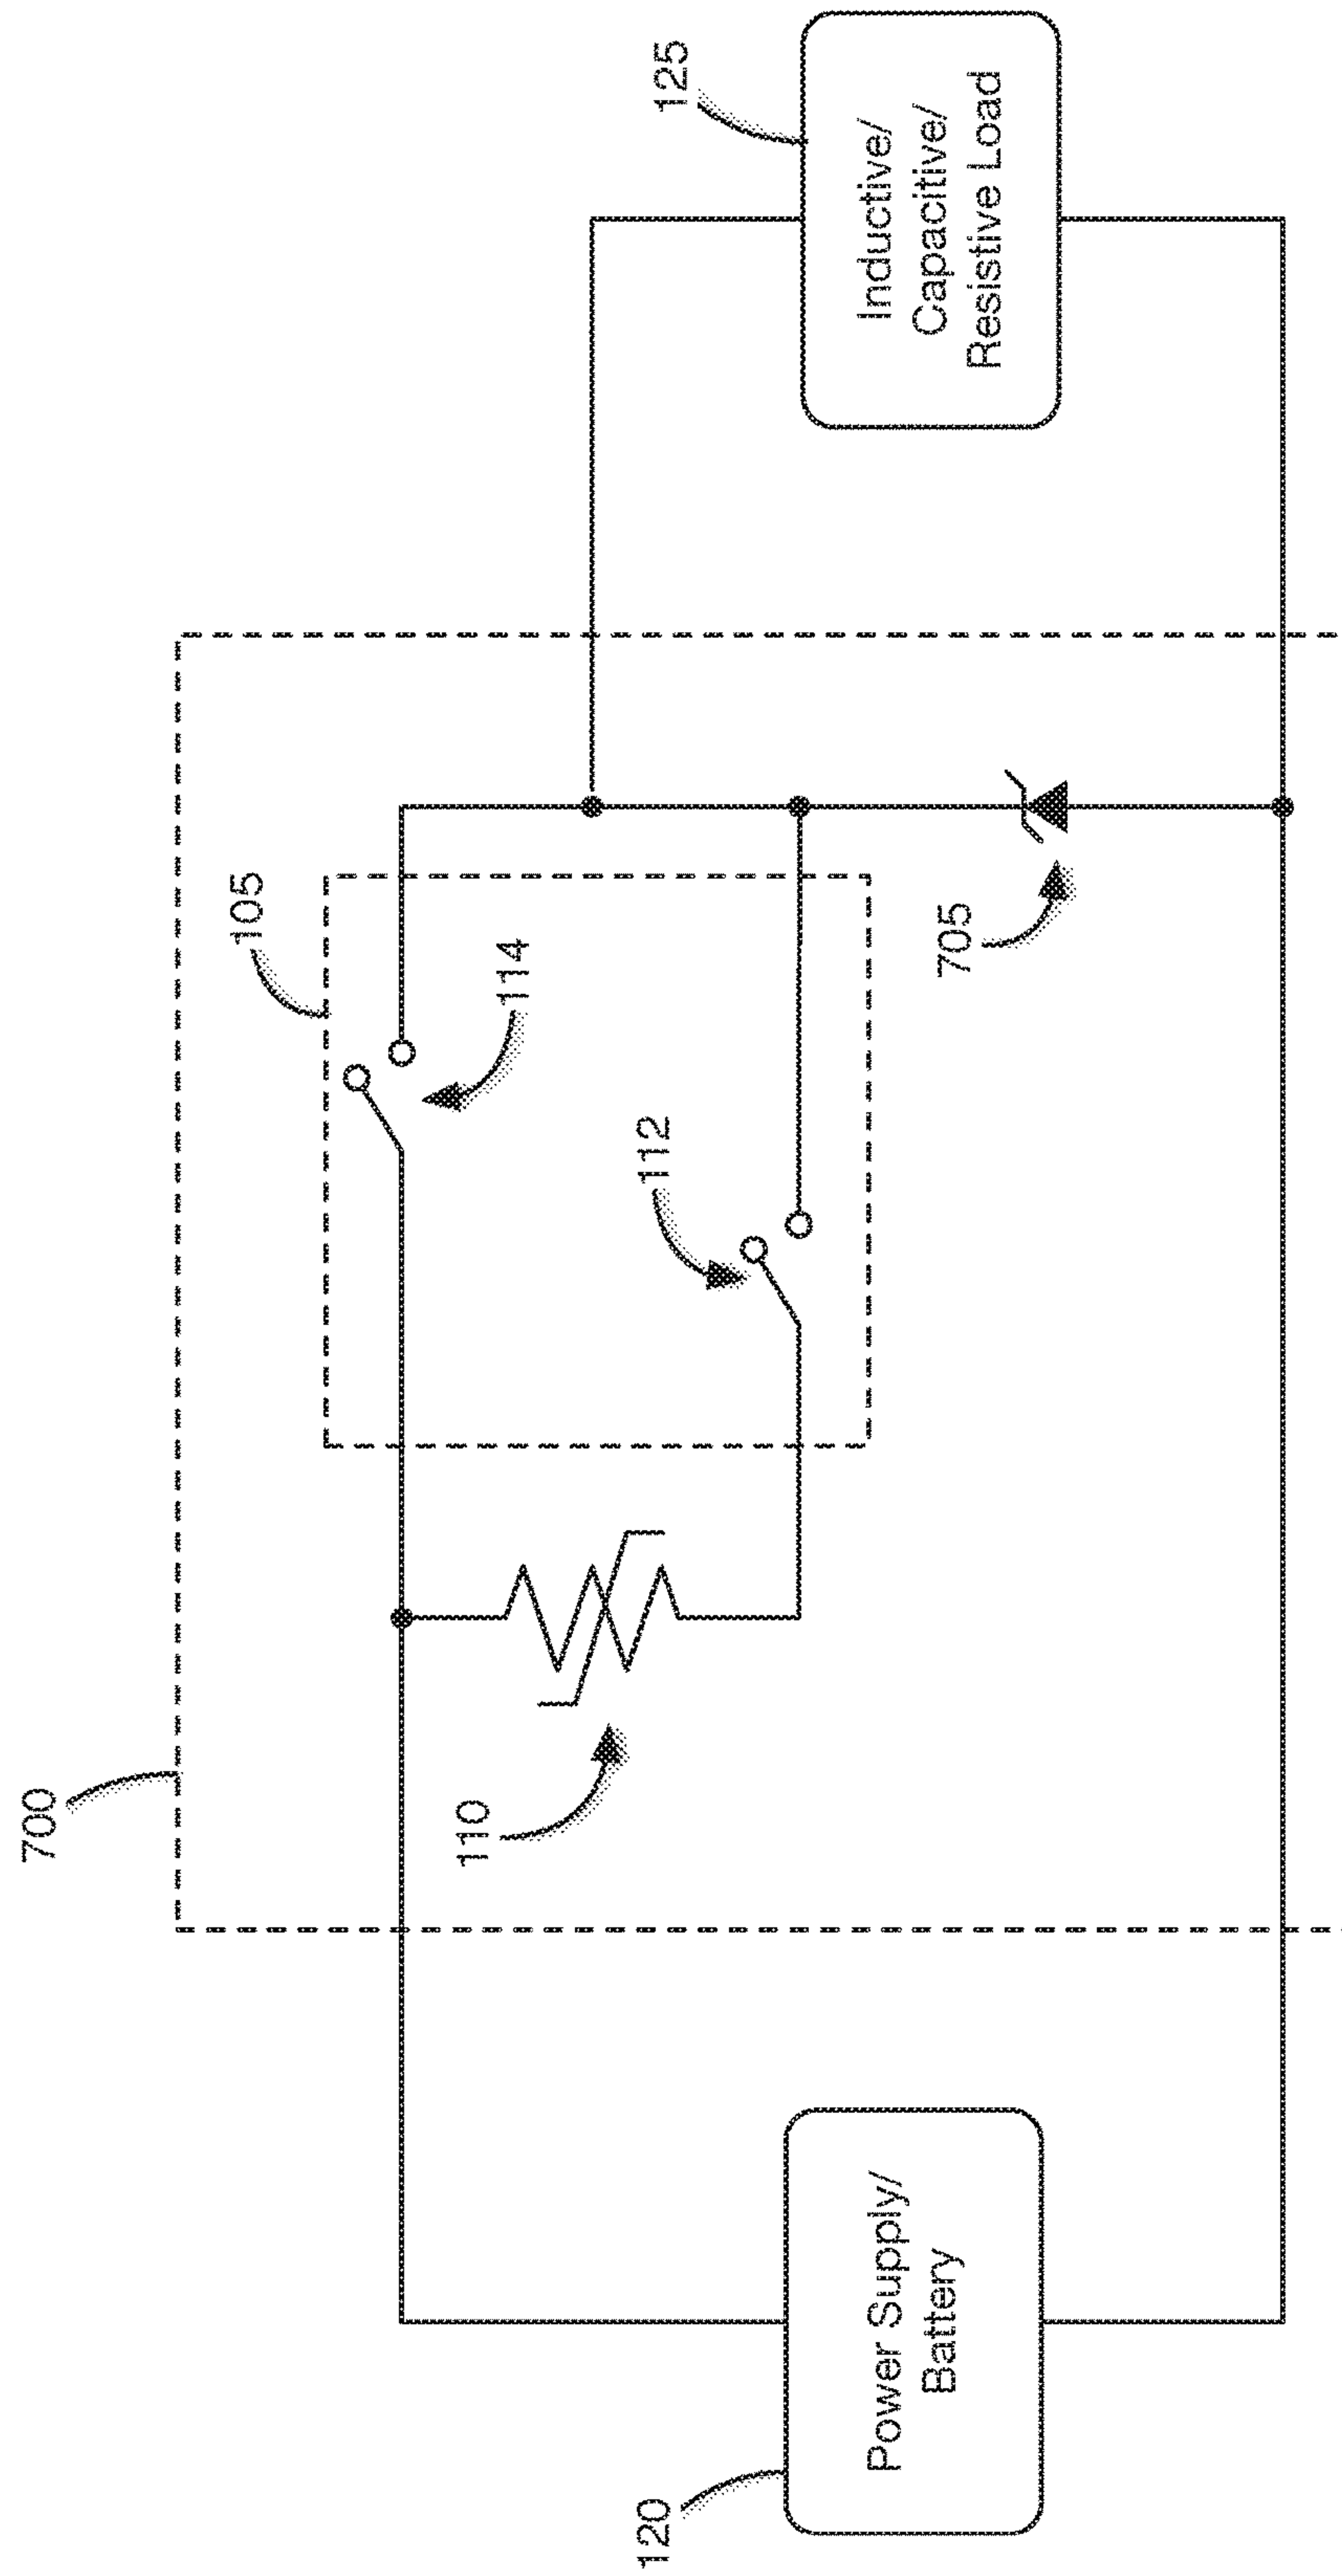 700
105
114
110
112
705
125
120
Power Supply/
Battery
Inductive/
Capacitive/
Resistive Load